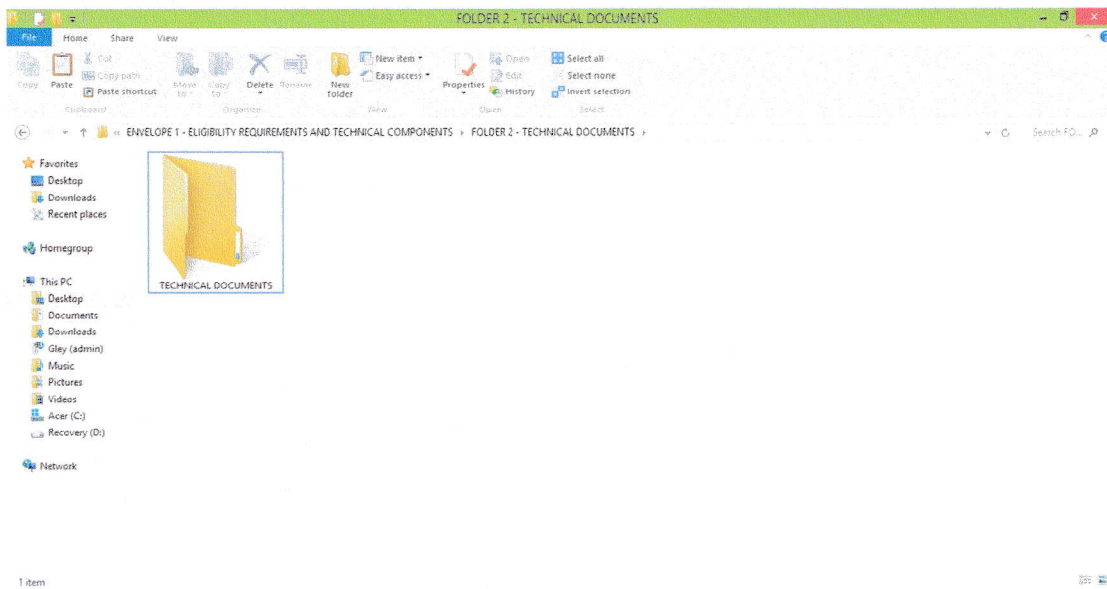 FOLDER 2 - TECHNICAL DOCUMENTS
File Home Share View
Copy
Paste
Cut
Copy path
Paste shortcut
Move to
Copy to
Delete
Rename
New folder
New item
Easy access
Properties
Open
Edit
History
Select all
Select none
Invert selection
Clipboard Organize New Open Select
« ENVELOPE 1 - ELIGIBILITY REQUIREMENTS AND TECHNICAL COMPONENTS FOLDER 2 - TECHNICAL DOCUMENTS
Search FO...
Favorites
Desktop
Downloads
Recent places
Homegroup
This PC
Desktop
Documents
Downloads
Gley (admin)
Music
Pictures
Videos
Acer (C:)
Recovery (D:)
Network
TECHNICAL DOCUMENTS
1 item